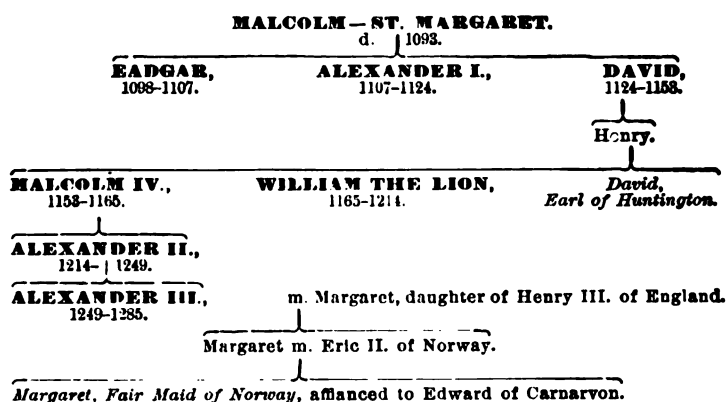 MALCOLM — ST. MARGARET.
d. 1093.
EADGAR, ALEXANDER I., DAVID,
1098-1107. 1107-1124. 1124-1153.
Henry.
MALCOLM IV., WILLIAM THE LION, David,
1153-1165. 1165-1214. Earl of Huntington.
ALEXANDER II.,
1214- 1249.
ALEXANDER III., m. Margaret, daughter of Henry III. of England.
1249-1285.
Margaret m. Eric II. of Norway.
Margaret, Fair Maid of Norway, affianced to Edward of Carnarvon.